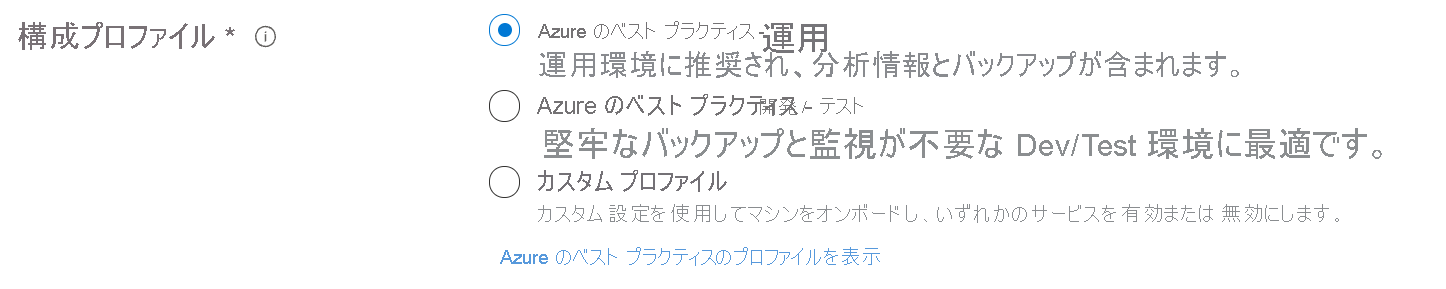 構成プロファイル *
Azure のベスト プラクティス - 運用
運用環境に推奨され、分析情報とバックアップが含まれます。
Azure のベスト プラクティス - 開発 / テスト
堅牢なバックアップと監視が不要な Dev/Test 環境に最適です。
カスタム プロファイル
カスタム設定を使用してマシンをオンボードし、いずれかのサービスを有効または無効にします。
Azure のベスト プラクティスのプロファイルを表示